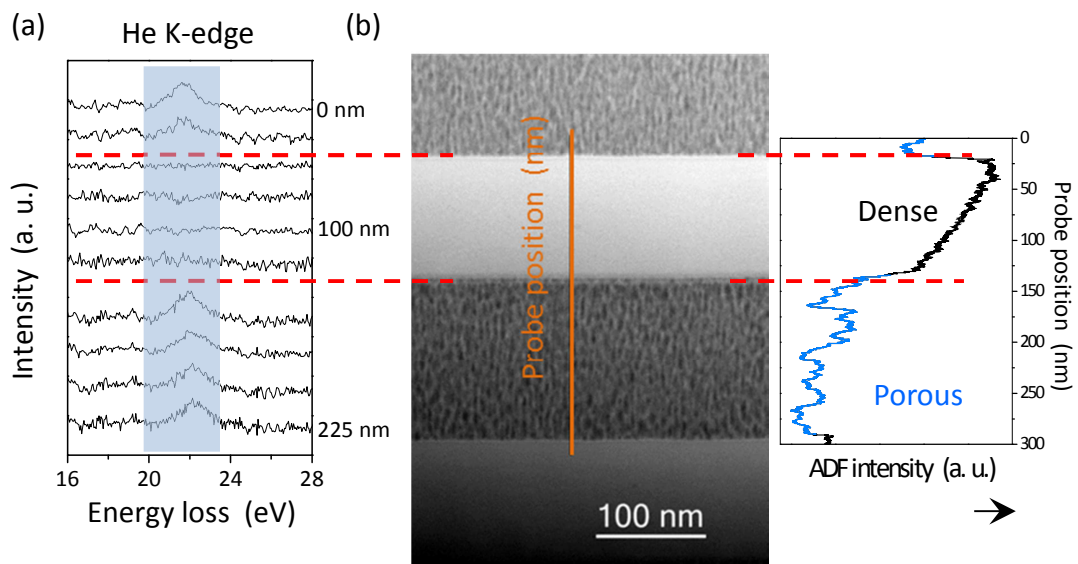 (a)
He K-edge
Intensity (a. u.)
0 nm
100 nm
225 nm
16 20 24 28
Energy loss (eV)
(b)
Probe position (nm)
100 nm
Dense
Porous
0
50
100
150
200
250
300
Probe position (nm)
ADF intensity (a. u.)